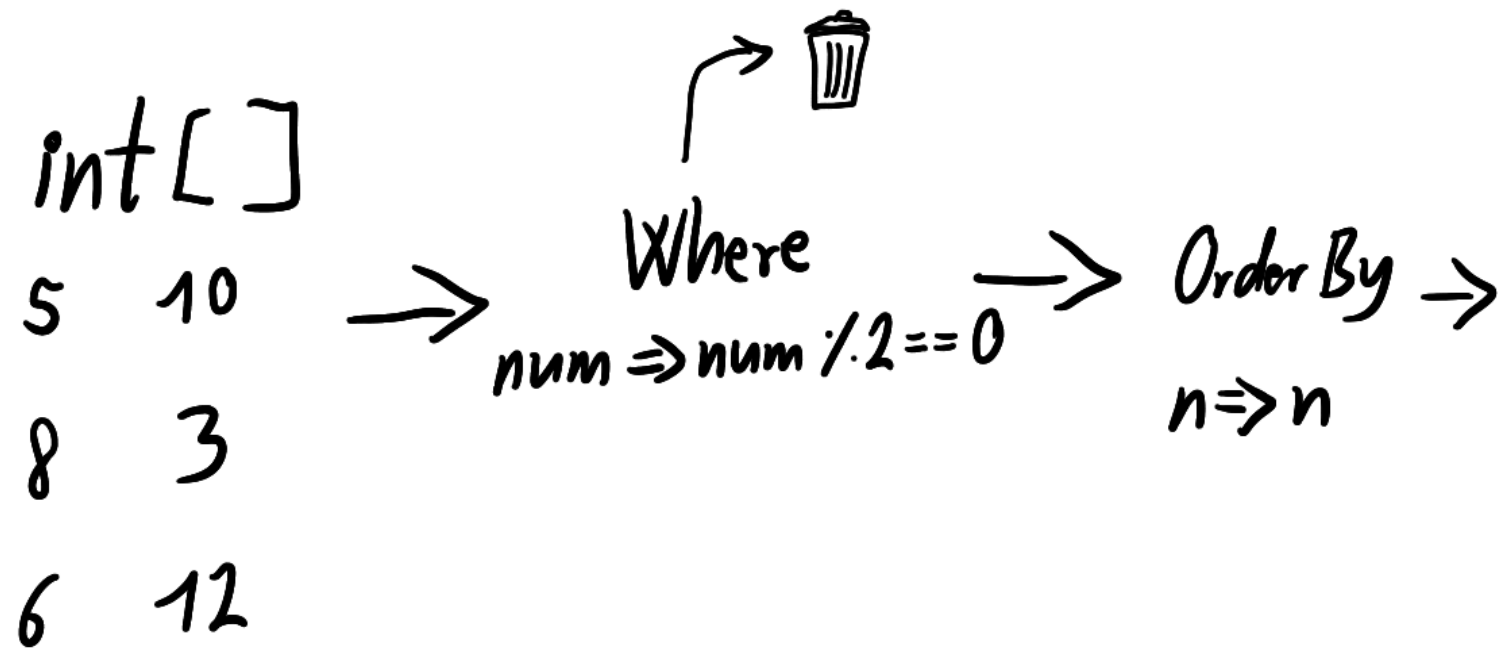 int[]
5 10
8 3
6 12
Where
num => num % 2 == 0
OrderBy
n => n